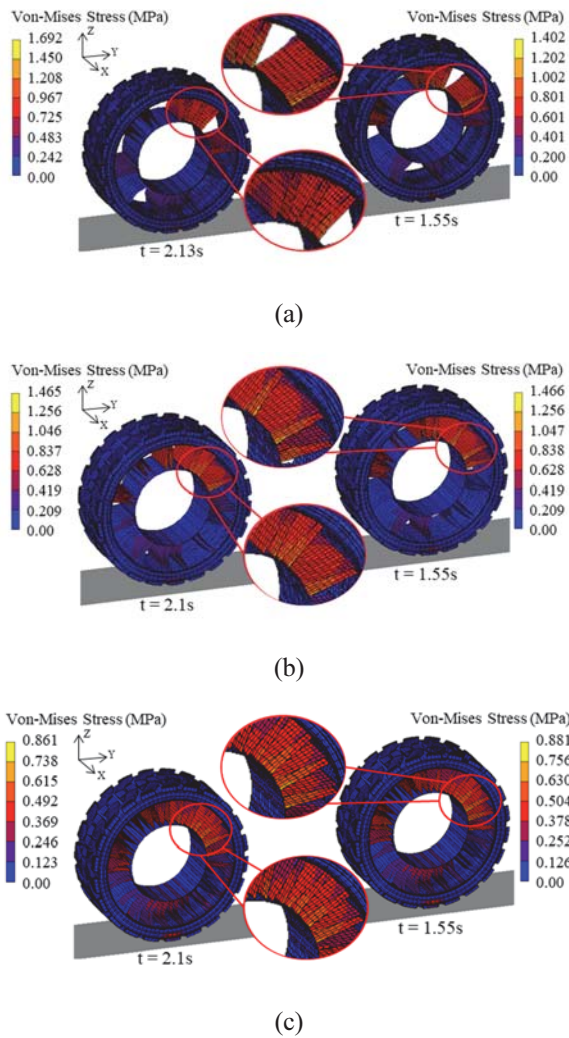 Von-Mises Stress (MPa)
1.692
1.450
1.208
0.967
0.725
0.483
0.242
0.00
Z
Y
X
t = 2.13s
Von-Mises Stress (MPa)
1.402
1.202
1.002
0.801
0.601
0.401
0.200
0.00
t = 1.55s
(a)
Von-Mises Stress (MPa)
1.465
1.256
1.046
0.837
0.628
0.419
0.209
0.00
Z
Y
X
t = 2.1s
Von-Mises Stress (MPa)
1.466
1.256
1.047
0.838
0.628
0.419
0.209
0.00
t = 1.55s
(b)
Von-Mises Stress (MPa)
0.861
0.738
0.615
0.492
0.369
0.246
0.123
0.00
Z
Y
X
t = 2.1s
Von-Mises Stress (MPa)
0.881
0.756
0.630
0.504
0.378
0.252
0.126
0.00
t = 1.55s
(c)